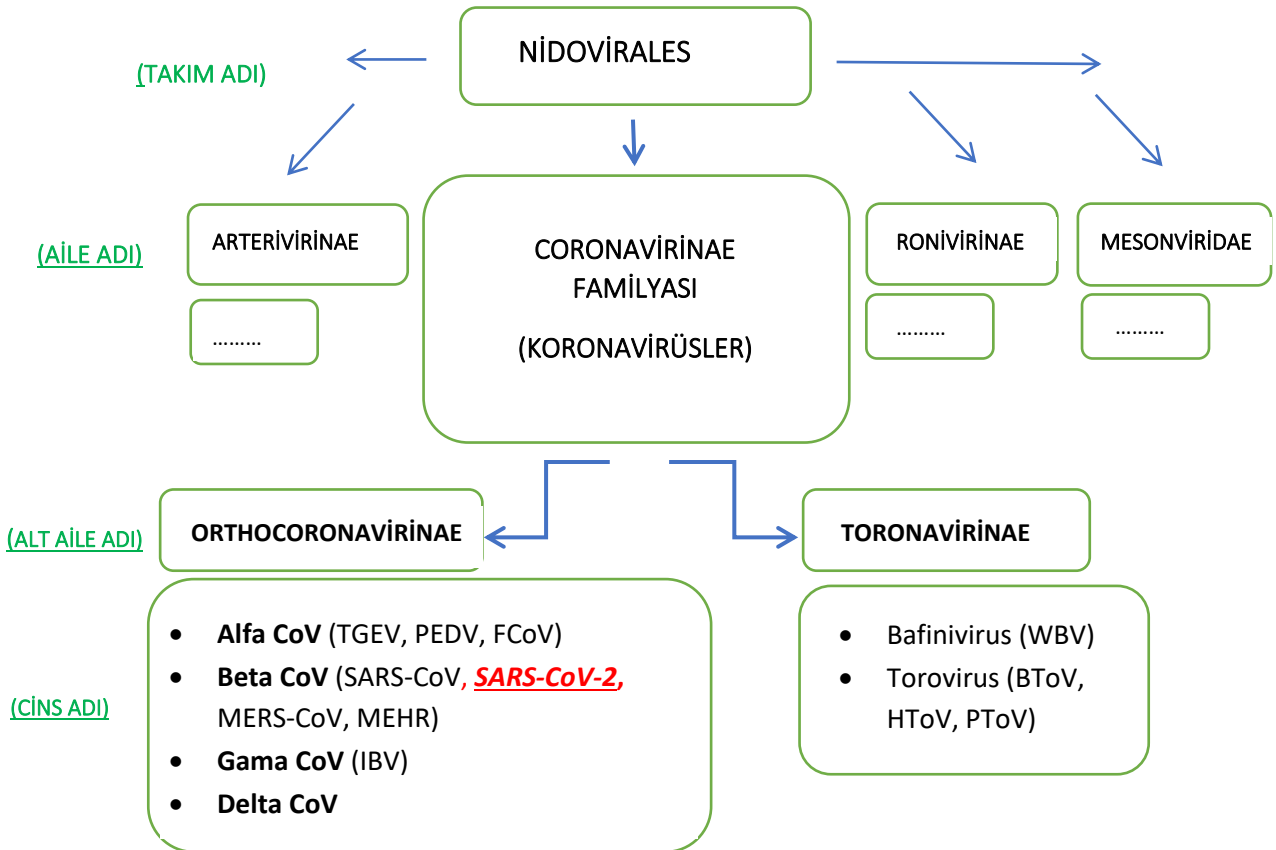 NİDOVİRALES
(TAKIM ADI)
(AİLE ADI)
ARTERİVİRİNAE
………
CORONAVİRİNAE
FAMİLYASI
(KORONAVİRÜSLER)
RONİVİRİNAE
………
MESONVİRİDAE
………
(ALT AİLE ADI)
ORTHOCORONAVİRİNAE
TORONAVİRİNAE
(CİNS ADI)
• Alfa CoV (TGEV, PEDV, FCoV)
• Beta CoV (SARS-CoV, SARS-CoV-2,
MERS-CoV, MEHR)
• Gama CoV (IBV)
• Delta CoV
• Bafinivirus (WBV)
• Torovirus (BToV,
HToV, PToV)